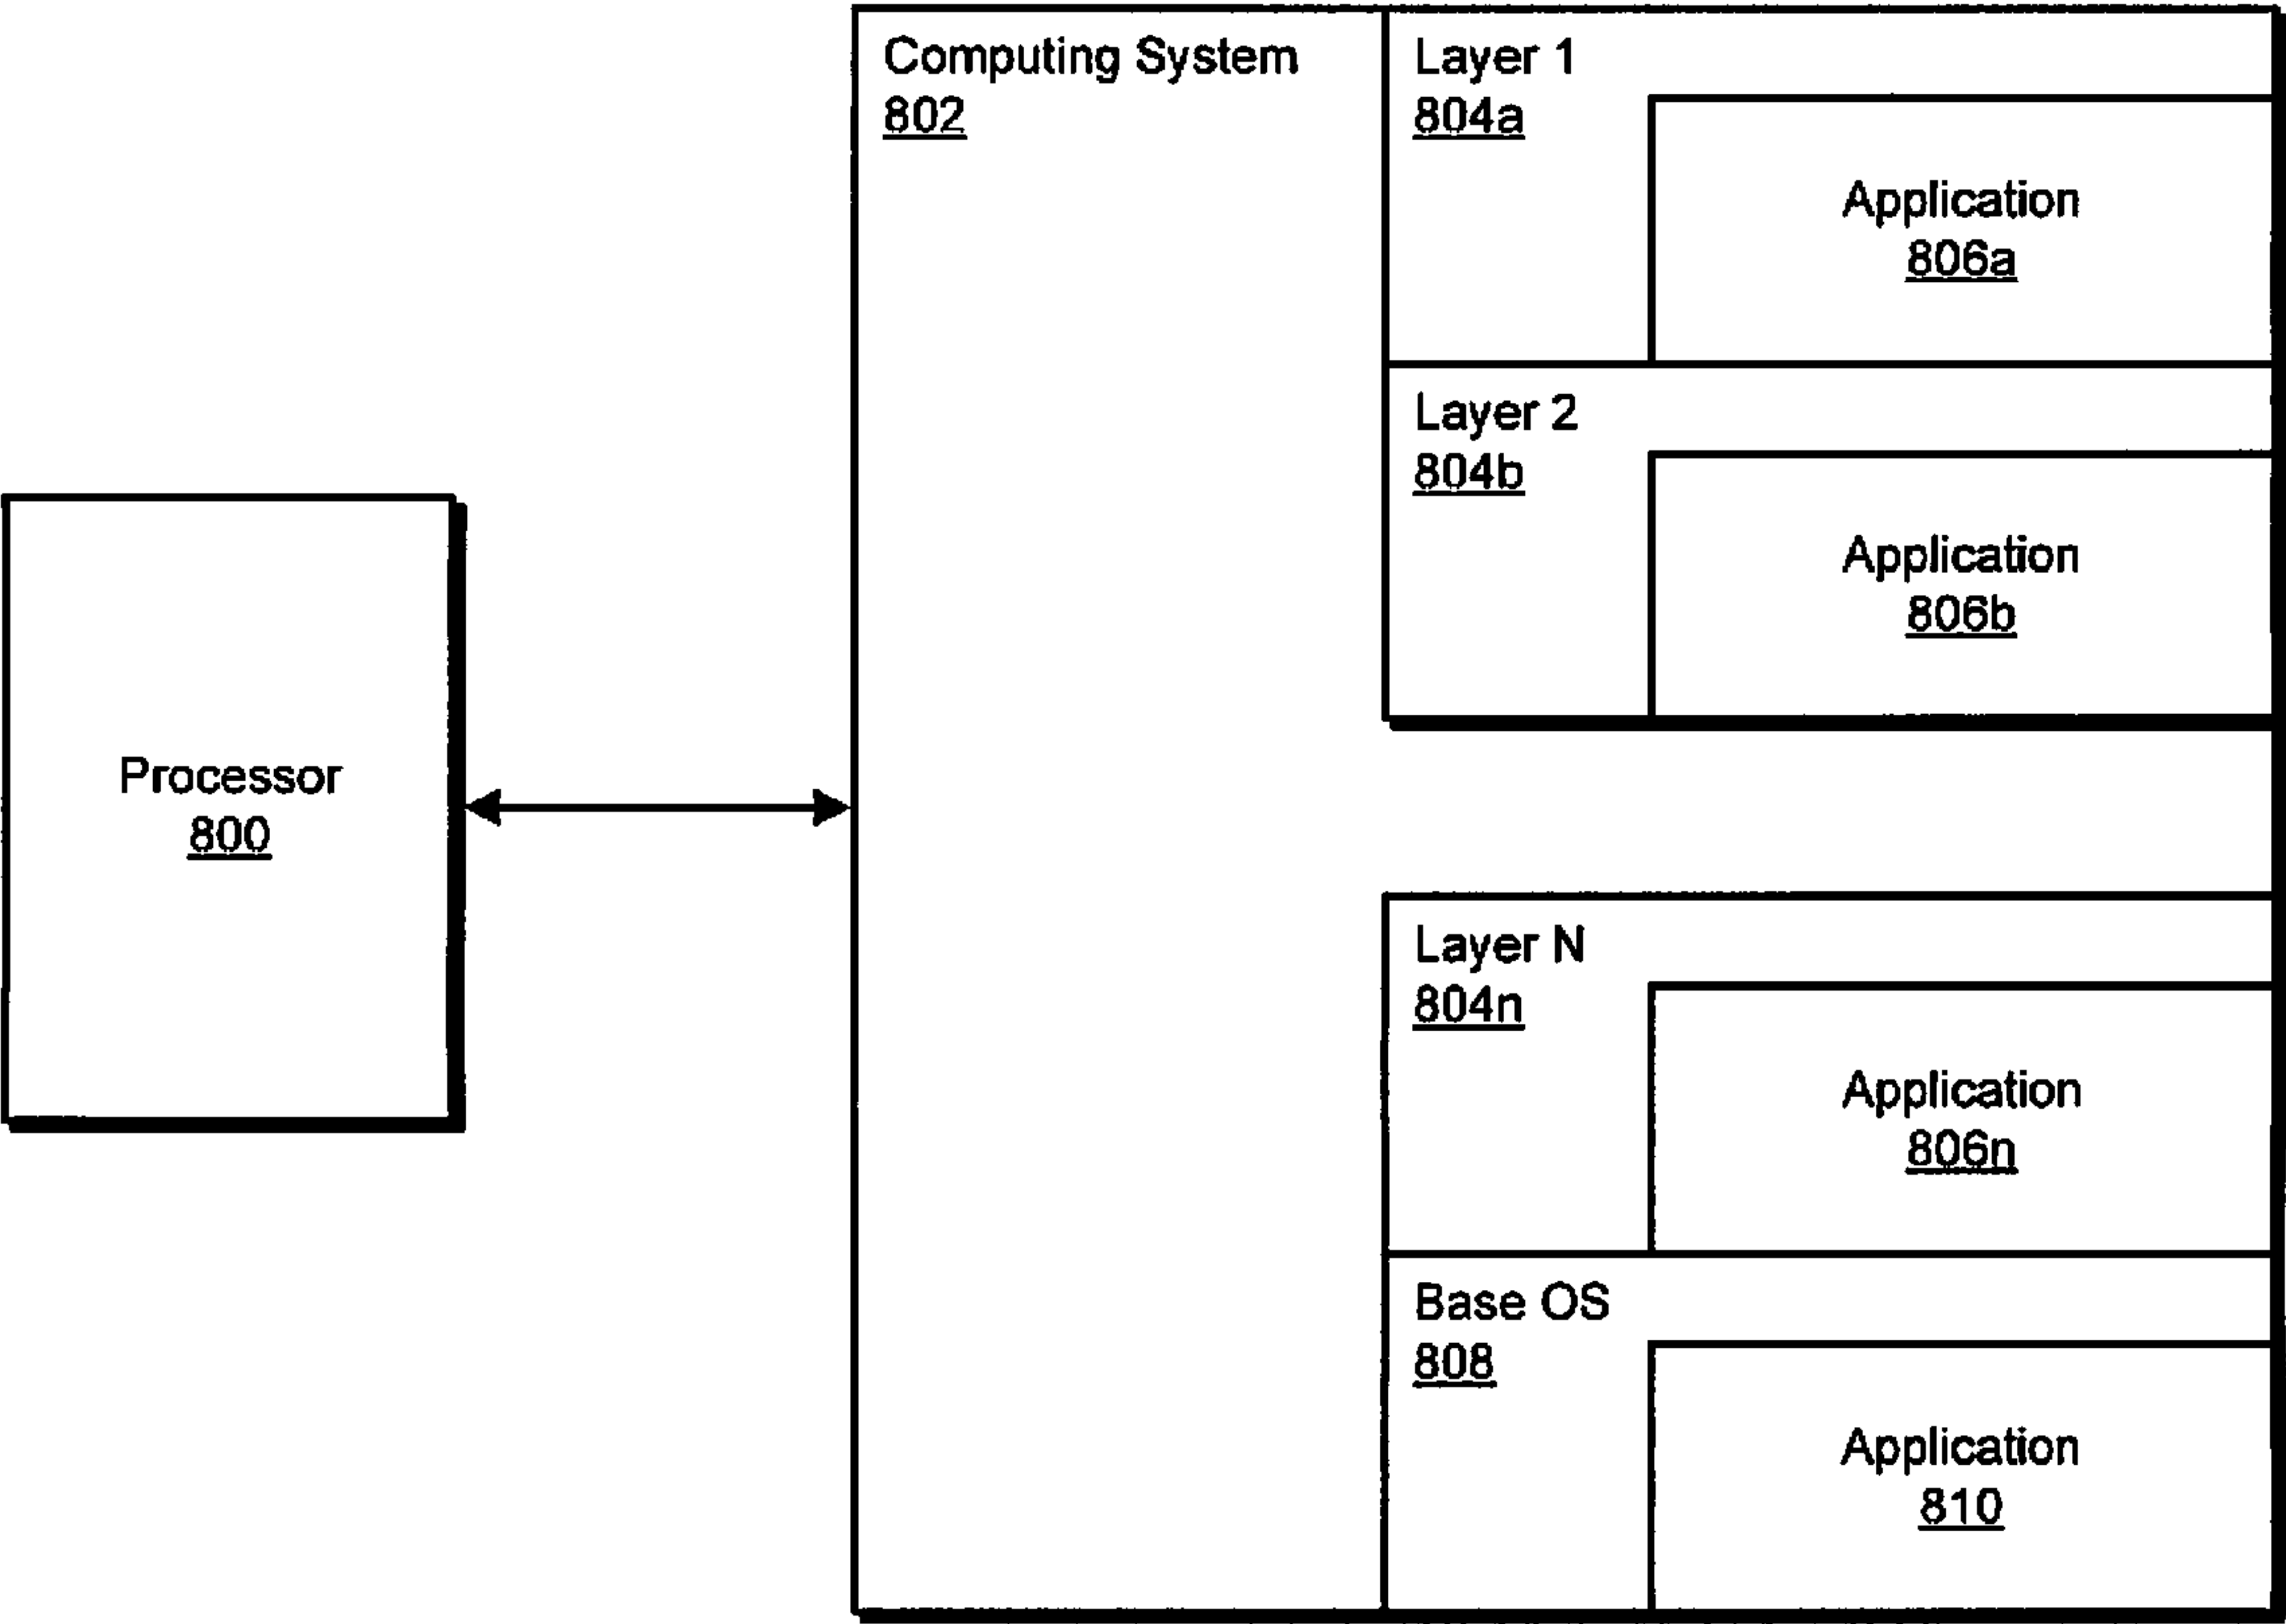 Computing System
802
Layer 1
804a
Application
806a
Layer 2
804b
Application
806b
Processor
800
Layer N
804n
Application
806n
Base OS
808
Application
810